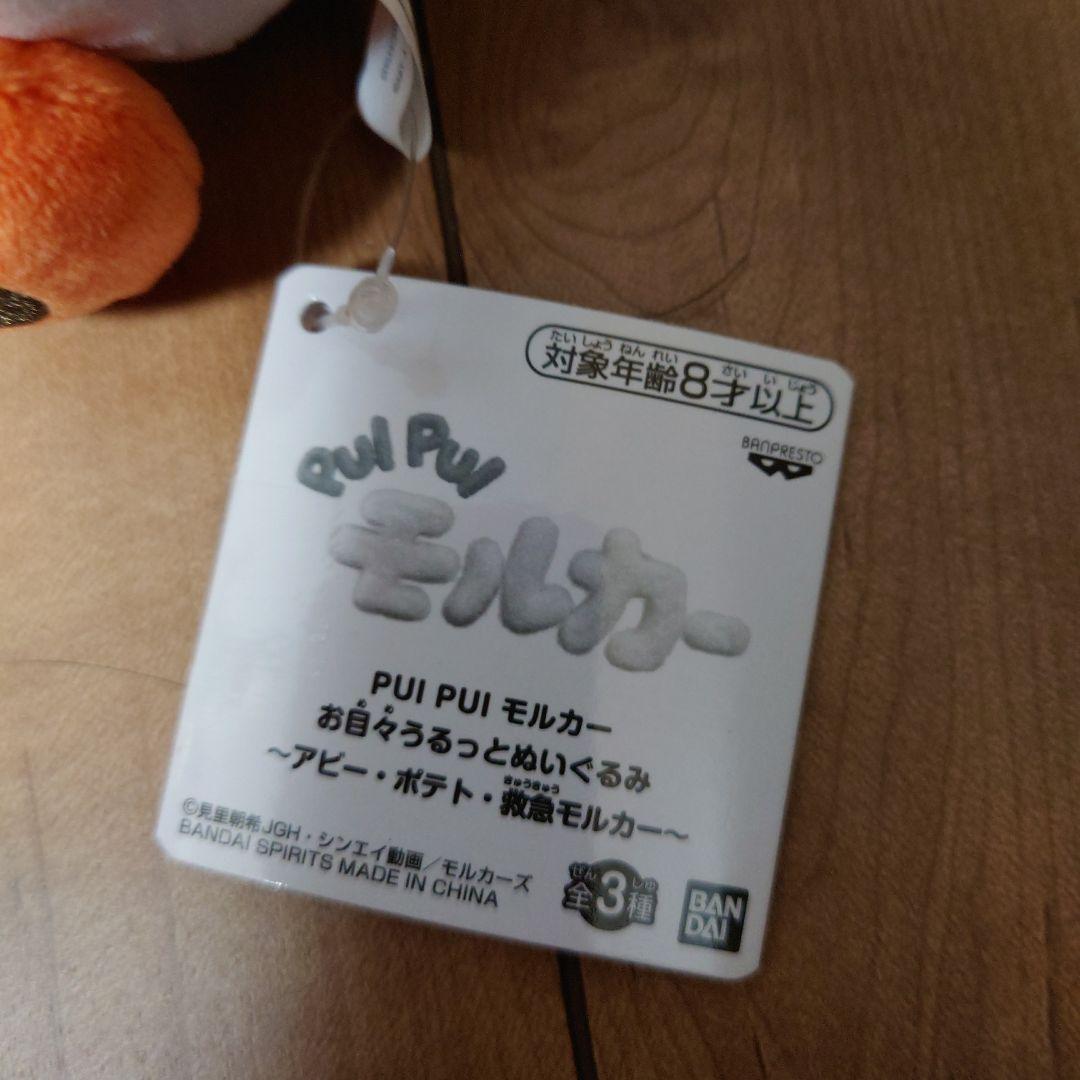 たいしょうねんれい さいいじょう
対象年齢8才以上
BANPRESTO
PUI PUI
モルカー
PUI PUI モルカー
めめ
お目々うるっとぬいぐるみ
きゅうきゅう
~アビー・ポテト・救急モルカー~
©見里朝希JGH・シンエイ動画/モルカーズ
BANDAI SPIRITS MADE IN CHINA
ぜん しゅ
全3種
BAN
DAI